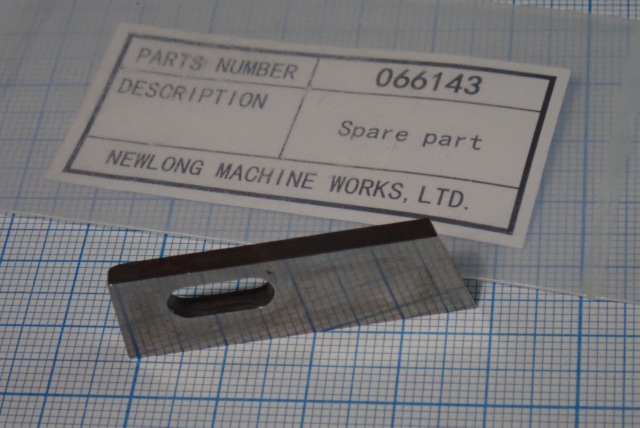 PARTS NUMBER 066143
DESCRIPTION Spare part
NEWLONG MACHINE WORKS, LTD.